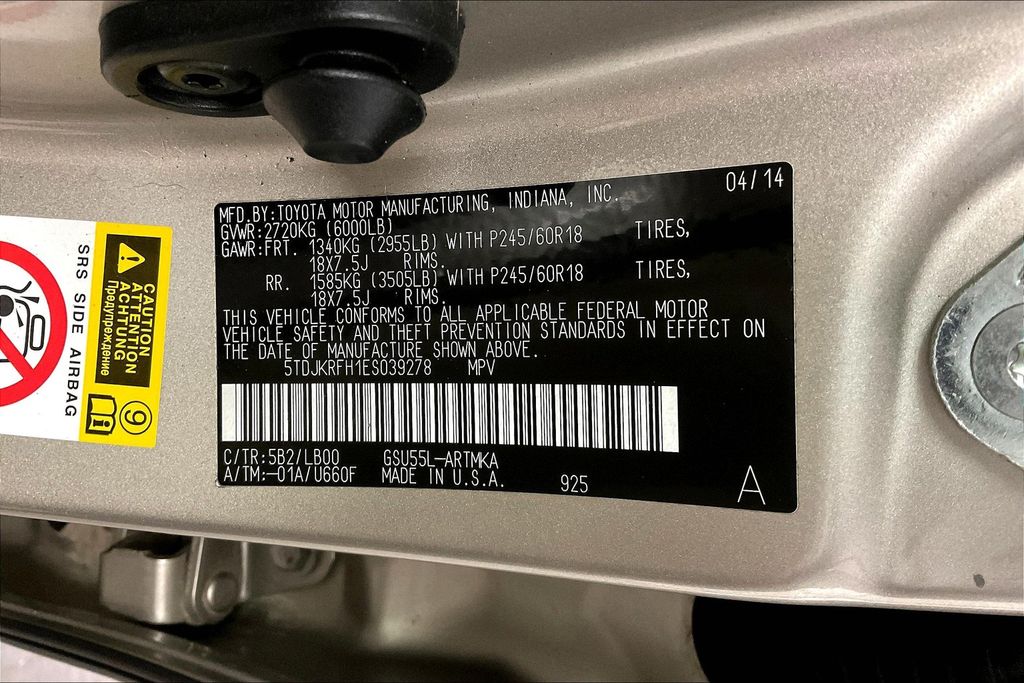 MFD.BY:TOYOTA MOTOR MANUFACTURING, INDIANA, INC. 04/14
GVWR:2720KG (6000LB)
GAWR:FRT. 1340KG (2955LB) WITH P245/60R18 TIRES,
18X7.5J RIMS.
RR. 1585KG (3505LB) WITH P245/60R18 TIRES,
18X7.5J RIMS.
THIS VEHICLE CONFORMS TO ALL APPLICABLE FEDERAL MOTOR
VEHICLE SAFETY AND THEFT PREVENTION STANDARDS IN EFFECT ON
THE DATE OF MANUFACTURE SHOWN ABOVE.
5TDJKRFH1ES039278 MPV
C/TR:5B2/LB00 GSU55L-ARTMKA
A/TM:-01A/U660F MADE IN U.S.A. 925 A
SRS SIDE AIRBAG
CAUTION
ATTENTION
ACHTUNG
Предупреждение
i 9